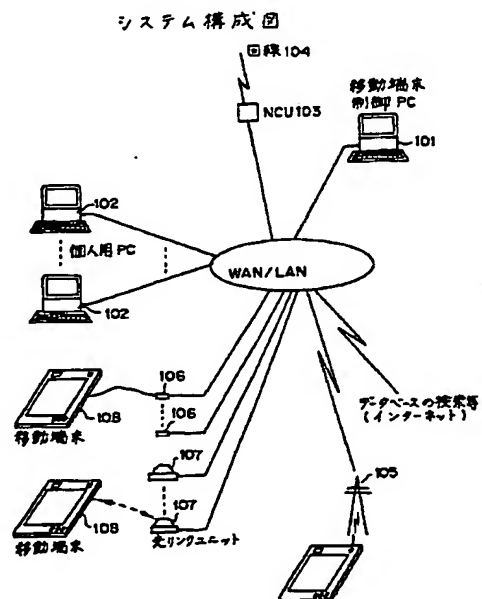 システム構成図
回線104
NCU103
移動端末
制御PC
101
102
個人用PC
102
WAN/LAN
106
106
108
移動端末
107
107
108
移動端末
光リンクユニット
データベースの検索等
(インターネット)
105